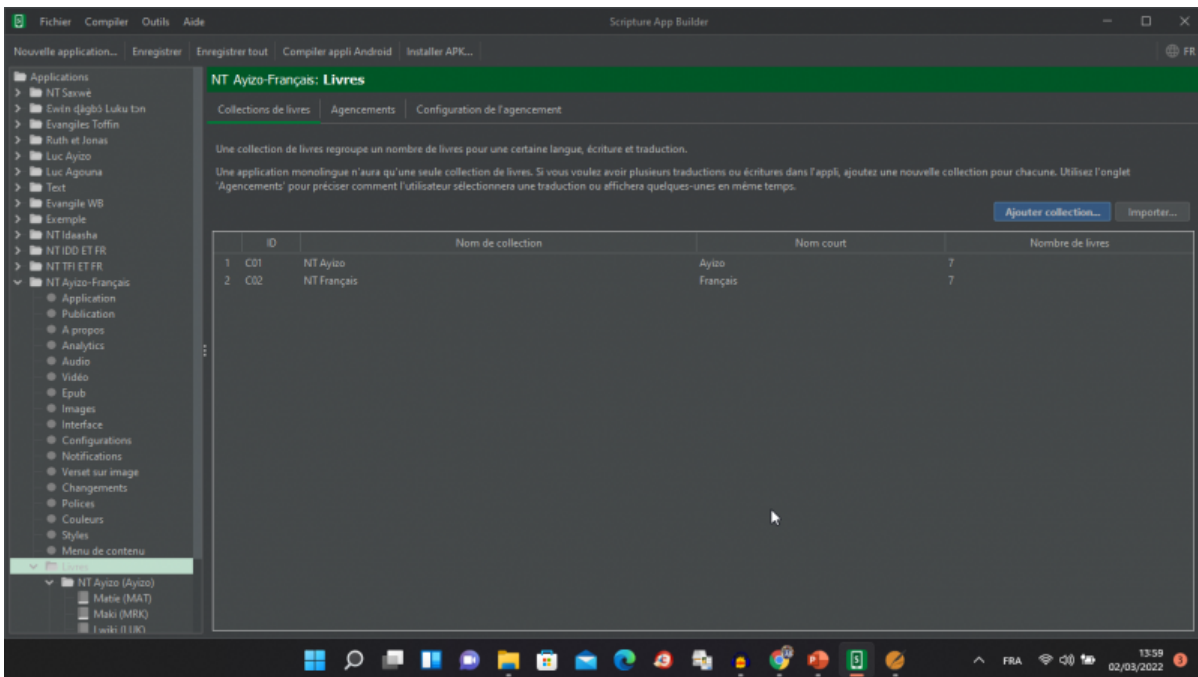 Fichier Compiler Outils Aide
Scripture App Builder
Nouvelle application... Enregistrer Enregistrer tout Compiler appli Android Installer APK...
FR
Applications
NT Saxwè
Ewɛ́n ɖàgbò Luku tɔn
Evangiles Toffin
Ruth et Jonas
Luc Ayizo
Luc Agouna
Text
Evangile WB
Exemple
NT Idaasha
NT IDD ET FR
NT TFI ET FR
NT Ayizo-Français
Application
Publication
A propos
Analytics
Audio
Vidéo
Epub
Images
Interface
Configurations
Notifications
Verset sur image
Changements
Polices
Couleurs
Styles
Menu de contenu
Livres
NT Ayizo (Ayizo)
Matie (MAT)
Maki (MRK)
Lwiki (LUK)
NT Ayizo-Français: Livres
Collections de livres Agencements Configuration de l'agencement
Une collection de livres regroupe un nombre de livres pour une certaine langue, écriture et traduction.
Une application monolingue n'aura qu'une seule collection de livres. Si vous voulez avoir plusieurs traductions ou écritures dans l'appli, ajoutez une nouvelle collection pour chacune. Utilisez l'onglet
'Agencements' pour préciser comment l'utilisateur sélectionnera une traduction ou affichera quelques-unes en même temps.
Ajouter collection... Importer...
ID Nom de collection Nom court Nombre de livres
1 C01 NT Ayizo Ayizo 7
2 C02 NT Français Français 7
FRA
13:59
02/03/2022
3